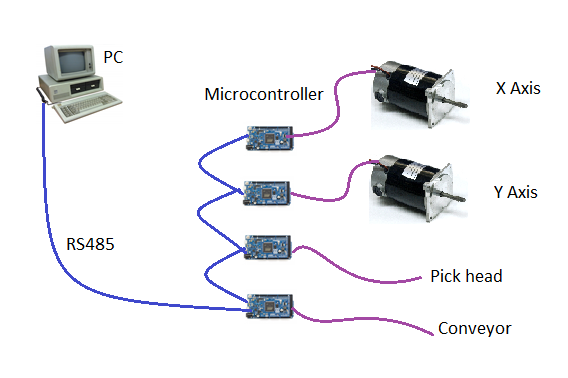 PC
Microcontroller
X Axis
Y Axis
RS485
Pick head
Conveyor